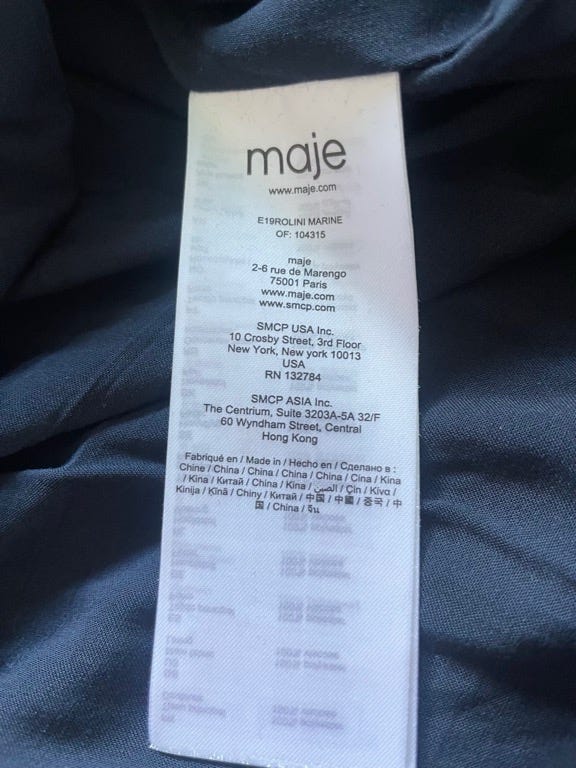 maje
www.maje.com
E19ROLINI MARINE
OF: 104315
maje
2-6 rue de Marengo
75001 Paris
www.maje.com
www.smcp.com
SMCP USA Inc.
10 Crosby Street, 3rd Floor
New York, New york 10013
USA
RN 132784
SMCP ASIA Inc.
The Centrium, Suite 3203A-5A 32/F
60 Wyndham Street, Central
Hong Kong
Fabriqué en / Made in / Hecho en / Сделано в :
Chine / China / China / China / China / Cina / Kina
/ Kina / Китай / China / Kina / الصين / Çin / Κίνα /
Kinija / Ķīnā / Chiny / Китай / 中国 / 中國 / 중국 / 中
国 / China / จีน